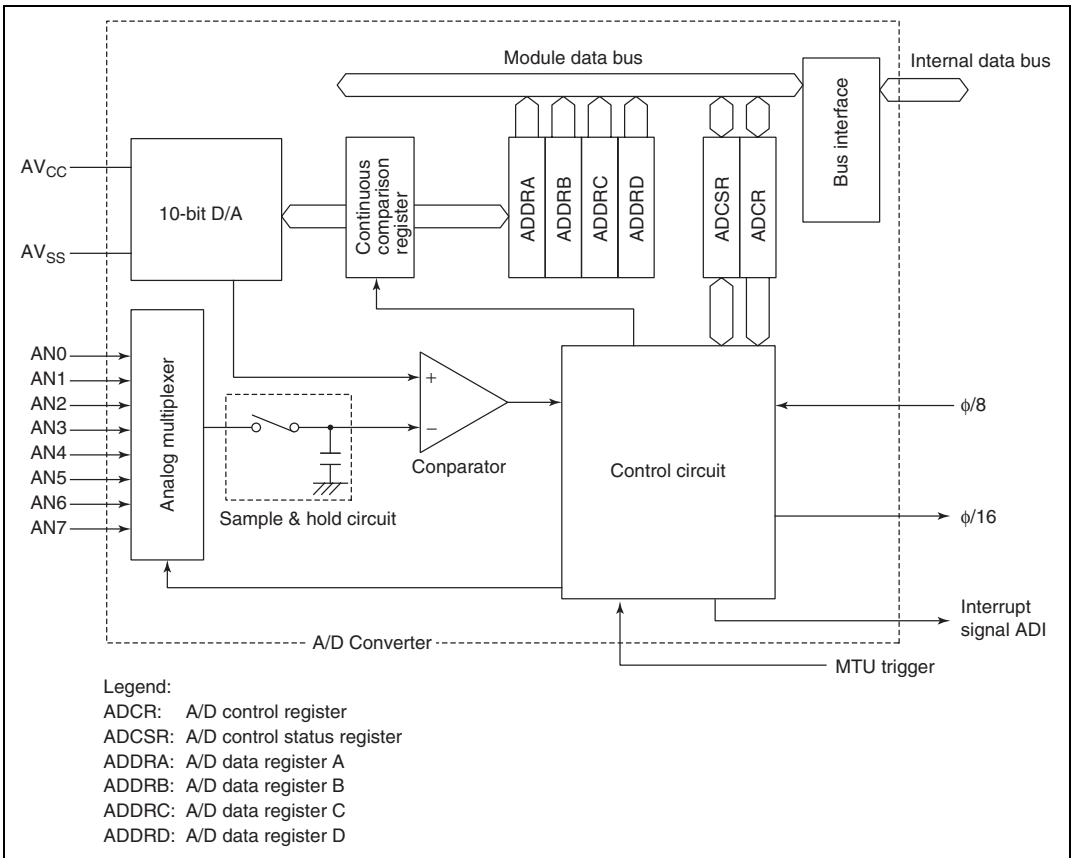 Module data bus
Internal data bus
Bus interface
AVCC
10-bit D/A
AVSS
Continuous
comparison
register
ADDRA
ADDRB
ADDRC
ADDRD
ADCSR
ADCR
AN0
AN1
AN2
AN3
AN4
AN5
AN6
AN7
Analog multiplexer
+
−
Conparator
Sample & hold circuit
Control circuit
ϕ/8
ϕ/16
Interrupt
signal ADI
A/D Converter
MTU trigger
Legend:
ADCR: A/D control register
ADCSR: A/D control status register
ADDRA: A/D data register A
ADDRB: A/D data register B
ADDRC: A/D data register C
ADDRD: A/D data register D